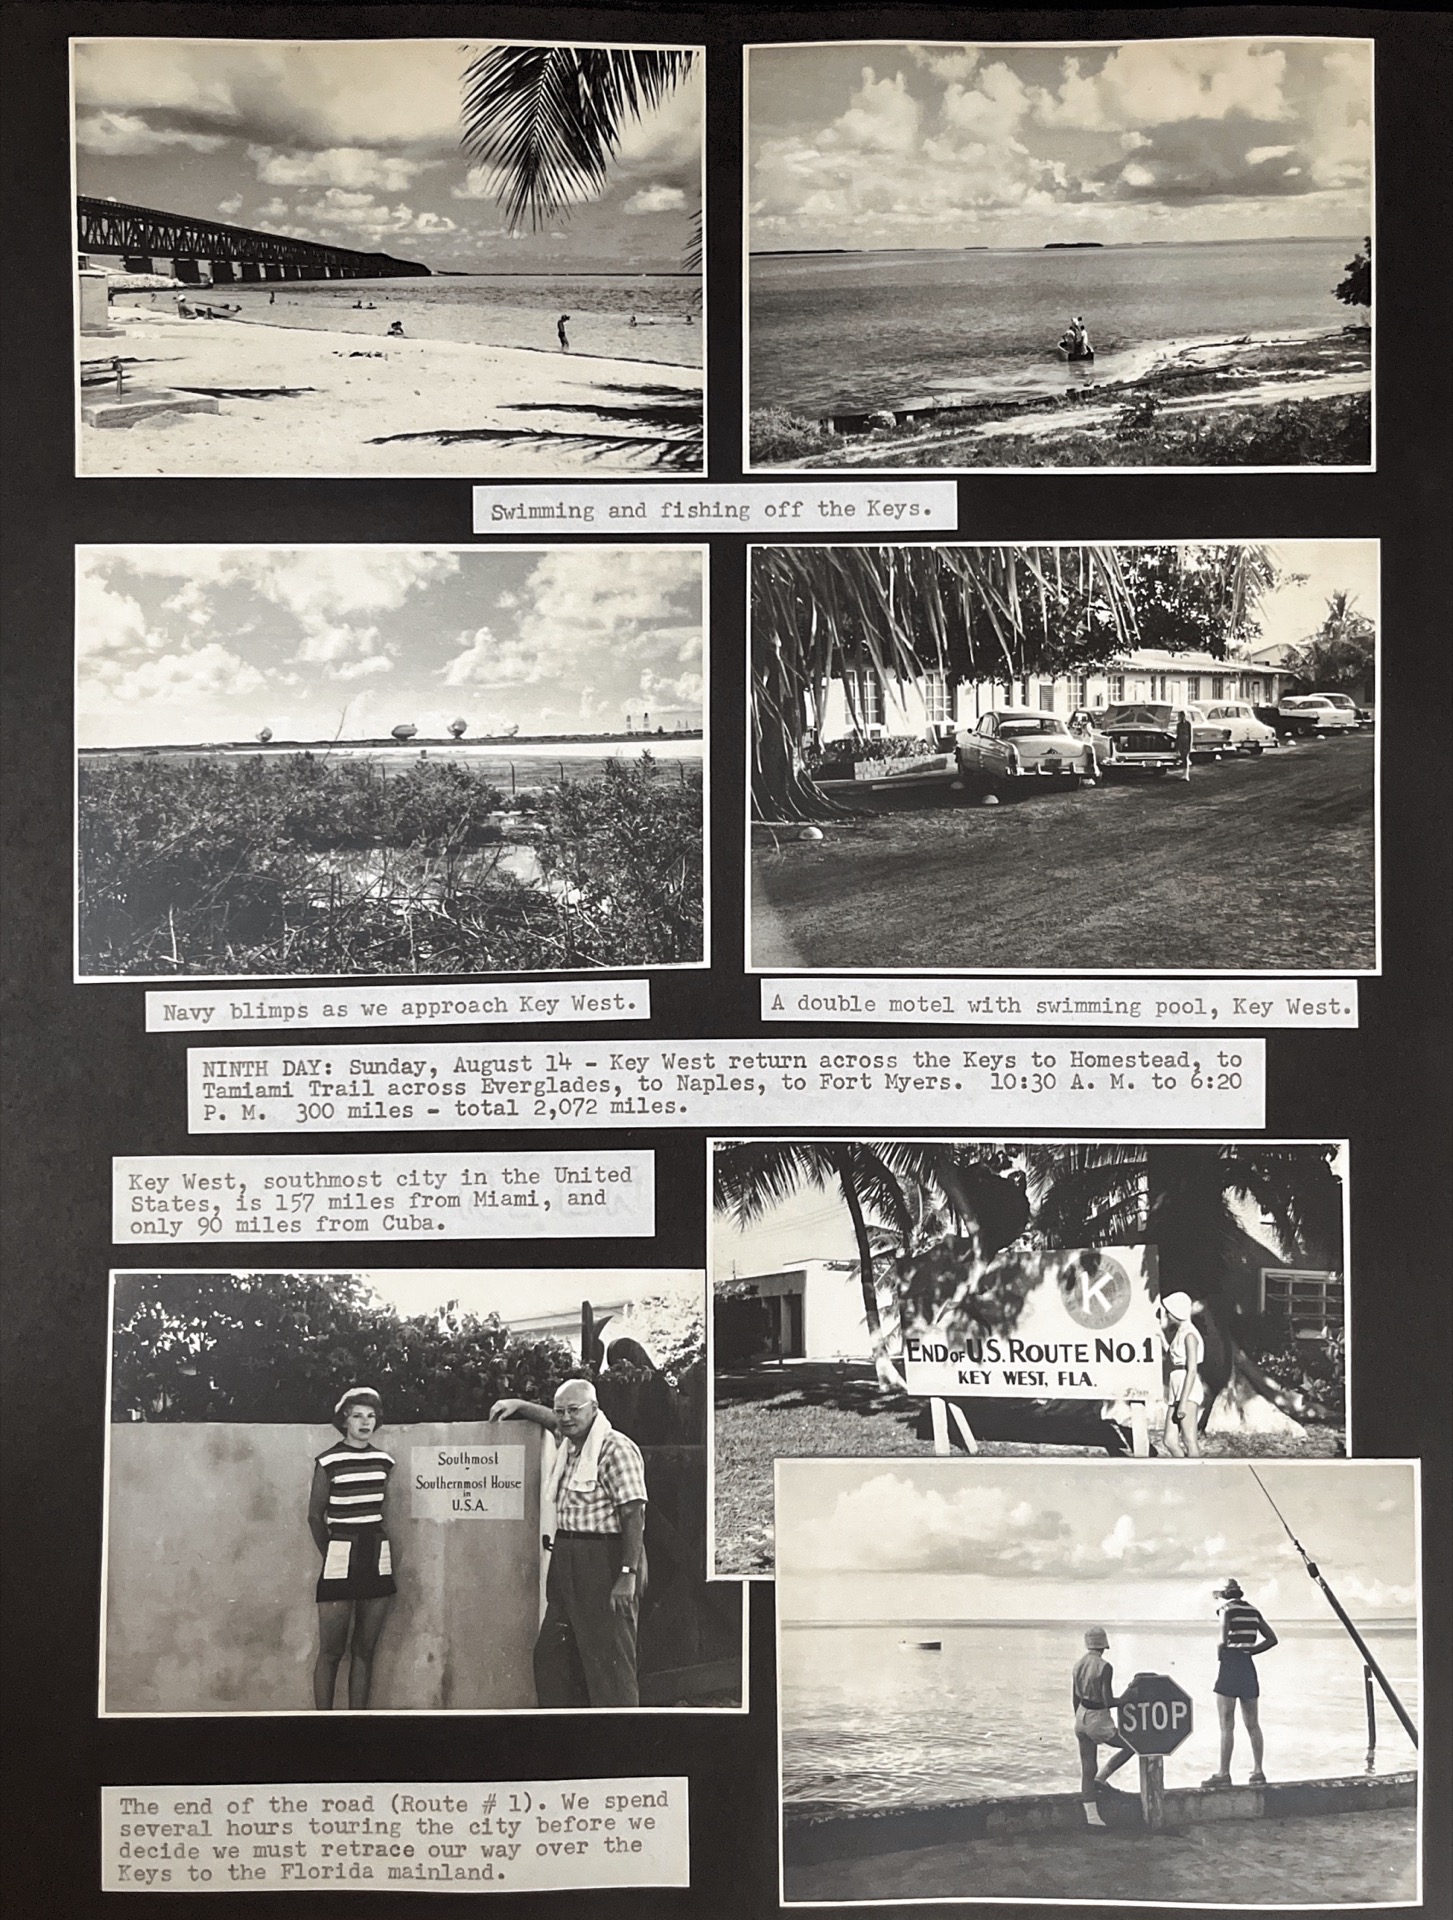 Swimming and fishing off the Keys.
Navy blimps as we approach Key West.
A double motel with swimming pool, Key West.
NINTH DAY: Sunday, August 14 - Key West return across the Keys to Homestead, to
Tamiami Trail across Everglades, to Naples, to Fort Myers. 10:30 A. M. to 6:20
P. M. 300 miles - total 2,072 miles.
Key West, southmost city in the United
States, is 157 miles from Miami, and
only 90 miles from Cuba.
K
END OF U.S. ROUTE NO. 1
KEY WEST, FLA.
Southmost
-
Southernmost House
in
U.S.A.
STOP
The end of the road (Route # 1). We spend
several hours touring the city before we
decide we must retrace our way over the
Keys to the Florida mainland.